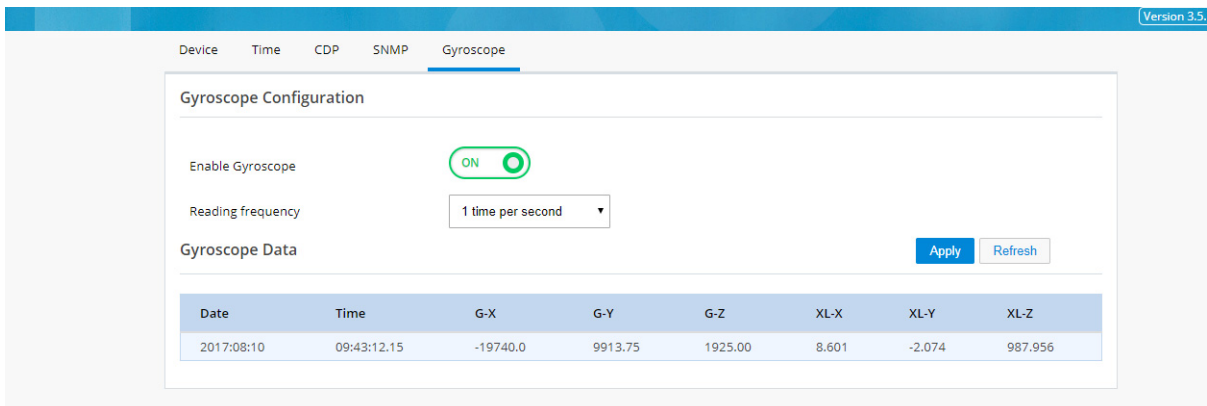 Version 3.5.
Device Time CDP SNMP Gyroscope
Gyroscope Configuration
Enable Gyroscope ON
Reading frequency 1 time per second
Gyroscope Data Apply Refresh
Date Time G-X G-Y G-Z XL-X XL-Y XL-Z
2017:08:10 09:43:12.15 -19740.0 9913.75 1925.00 8.601 -2.074 987.956